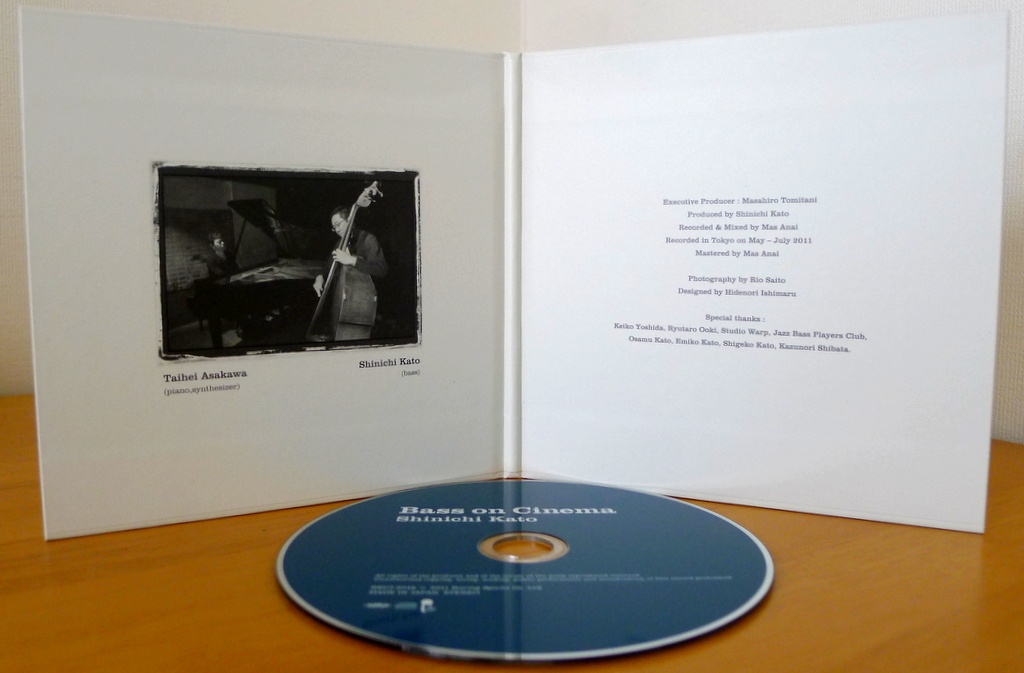 Taihei Asakawa
(piano,synthesizer)
Shinichi Kato
(bass)
Executive Producer : Masahiro Tomitani
Produced by Shinichi Kato
Recorded & Mixed by Mas Anai
Recorded in Tokyo on May – July 2011
Mastered by Mas Anai
Photography by Rio Saito
Designed by Hidenori Ishimaru
Special thanks :
Keiko Yoshida, Ryutaro Ooki, Studio Warp, Jazz Bass Players Club,
Osamu Kato, Emiko Kato, Shigeko Kato, Kazunori Shibata.
Bass on Cinema
Shinichi Kato